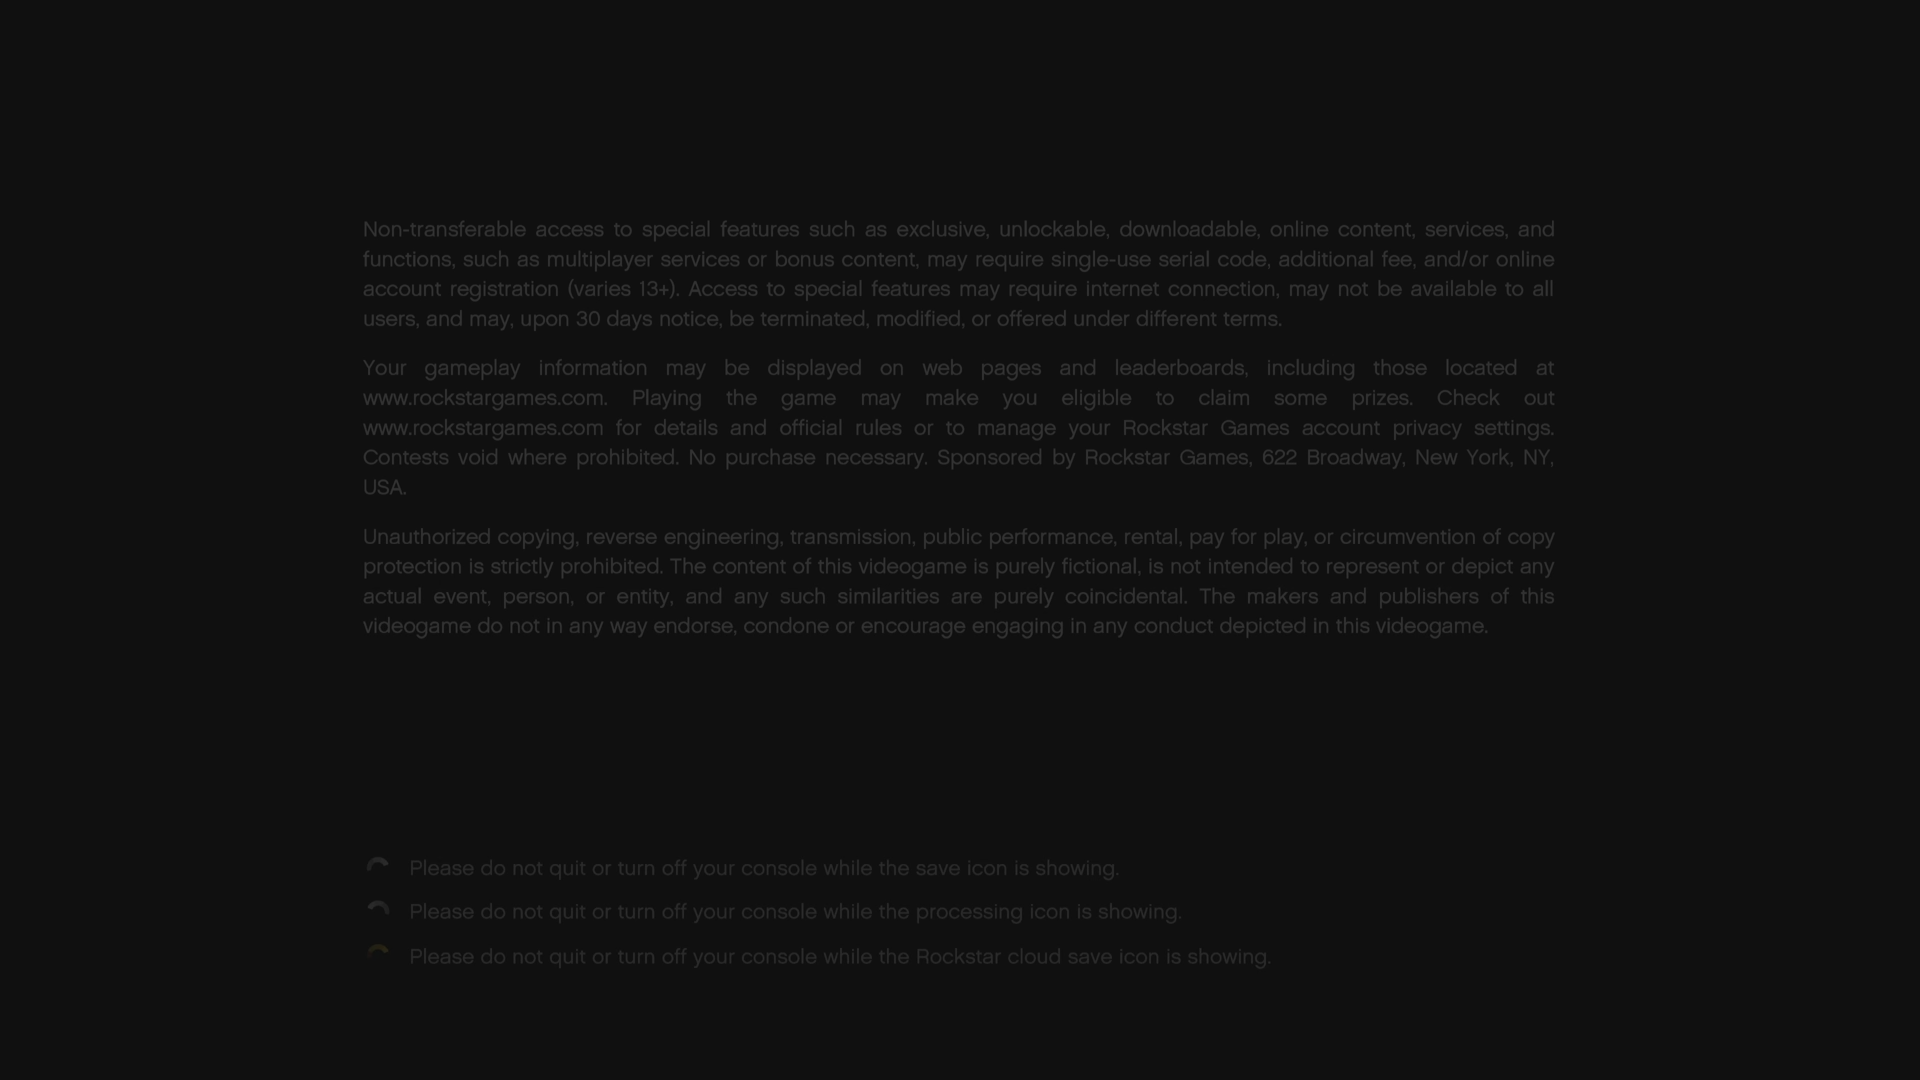 Non-transferable access to special features such as exclusive, unlockable, downloadable, online content, services, and
functions, such as multiplayer services or bonus content, may require single-use serial code, additional fee, and/or online
account registration (varies 13+). Access to special features may require internet connection, may not be available to all
users, and may, upon 30 days notice, be terminated, modified, or offered under different terms.
Your gameplay information may be displayed on web pages and leaderboards, including those located at
www.rockstargames.com. Playing the game may make you eligible to claim some prizes. Check out
www.rockstargames.com for details and official rules or to manage your Rockstar Games account privacy settings.
Contests void where prohibited. No purchase necessary. Sponsored by Rockstar Games, 622 Broadway, New York, NY,
USA.
Unauthorized copying, reverse engineering, transmission, public performance, rental, pay for play, or circumvention of copy
protection is strictly prohibited. The content of this videogame is purely fictional, is not intended to represent or depict any
actual event, person, or entity, and any such similarities are purely coincidental. The makers and publishers of this
videogame do not in any way endorse, condone or encourage engaging in any conduct depicted in this videogame.
Please do not quit or turn off your console while the save icon is showing.
Please do not quit or turn off your console while the processing icon is showing.
Please do not quit or turn off your console while the Rockstar cloud save icon is showing.